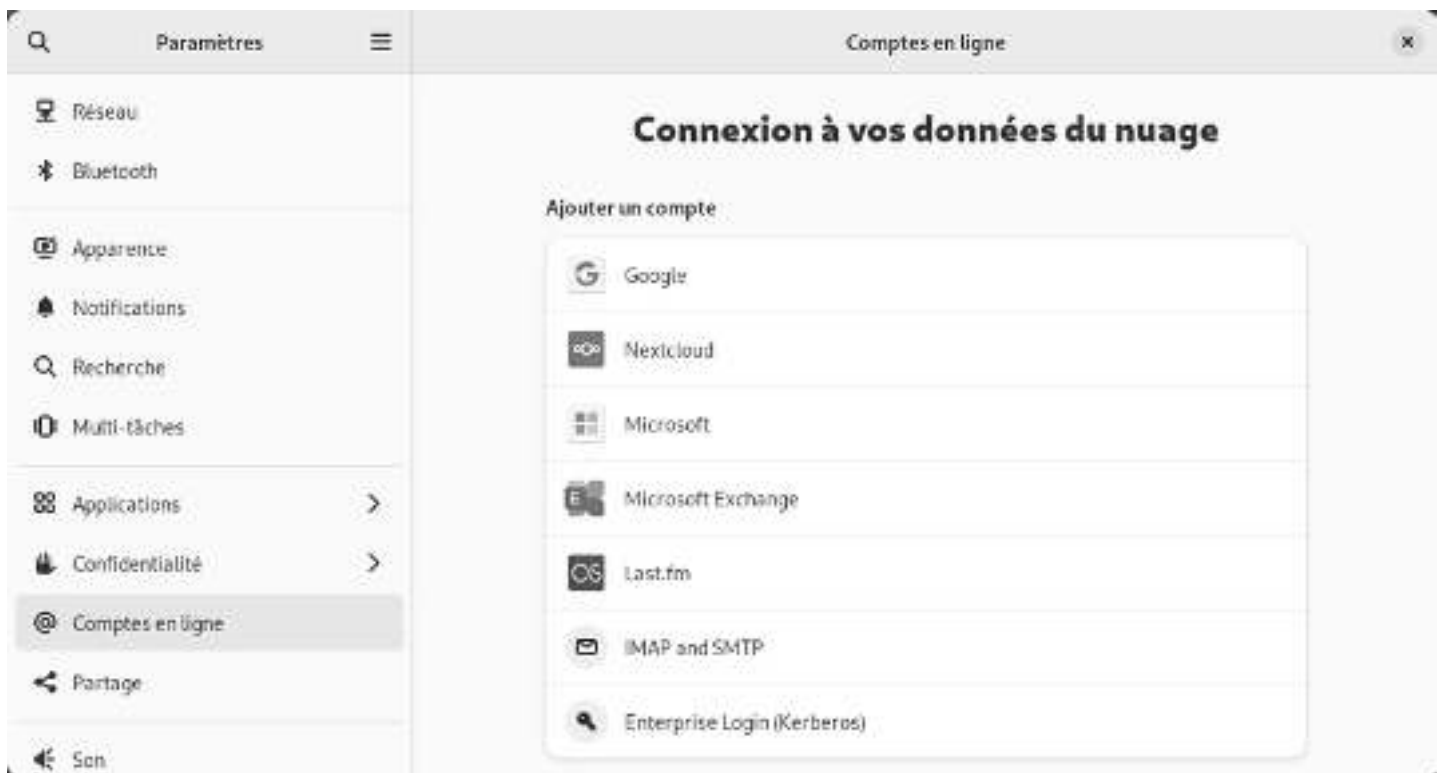 Paramètres
Comptes en ligne
Réseau
Bluetooth
Apparence
Notifications
Recherche
Multi-tâches
Applications
Confidentialité
Comptes en ligne
Partage
Son
Connexion à vos données du nuage
Ajouter un compte
Google
Nextcloud
Microsoft
Microsoft Exchange
Last.fm
IMAP and SMTP
Enterprise Login (Kerberos)